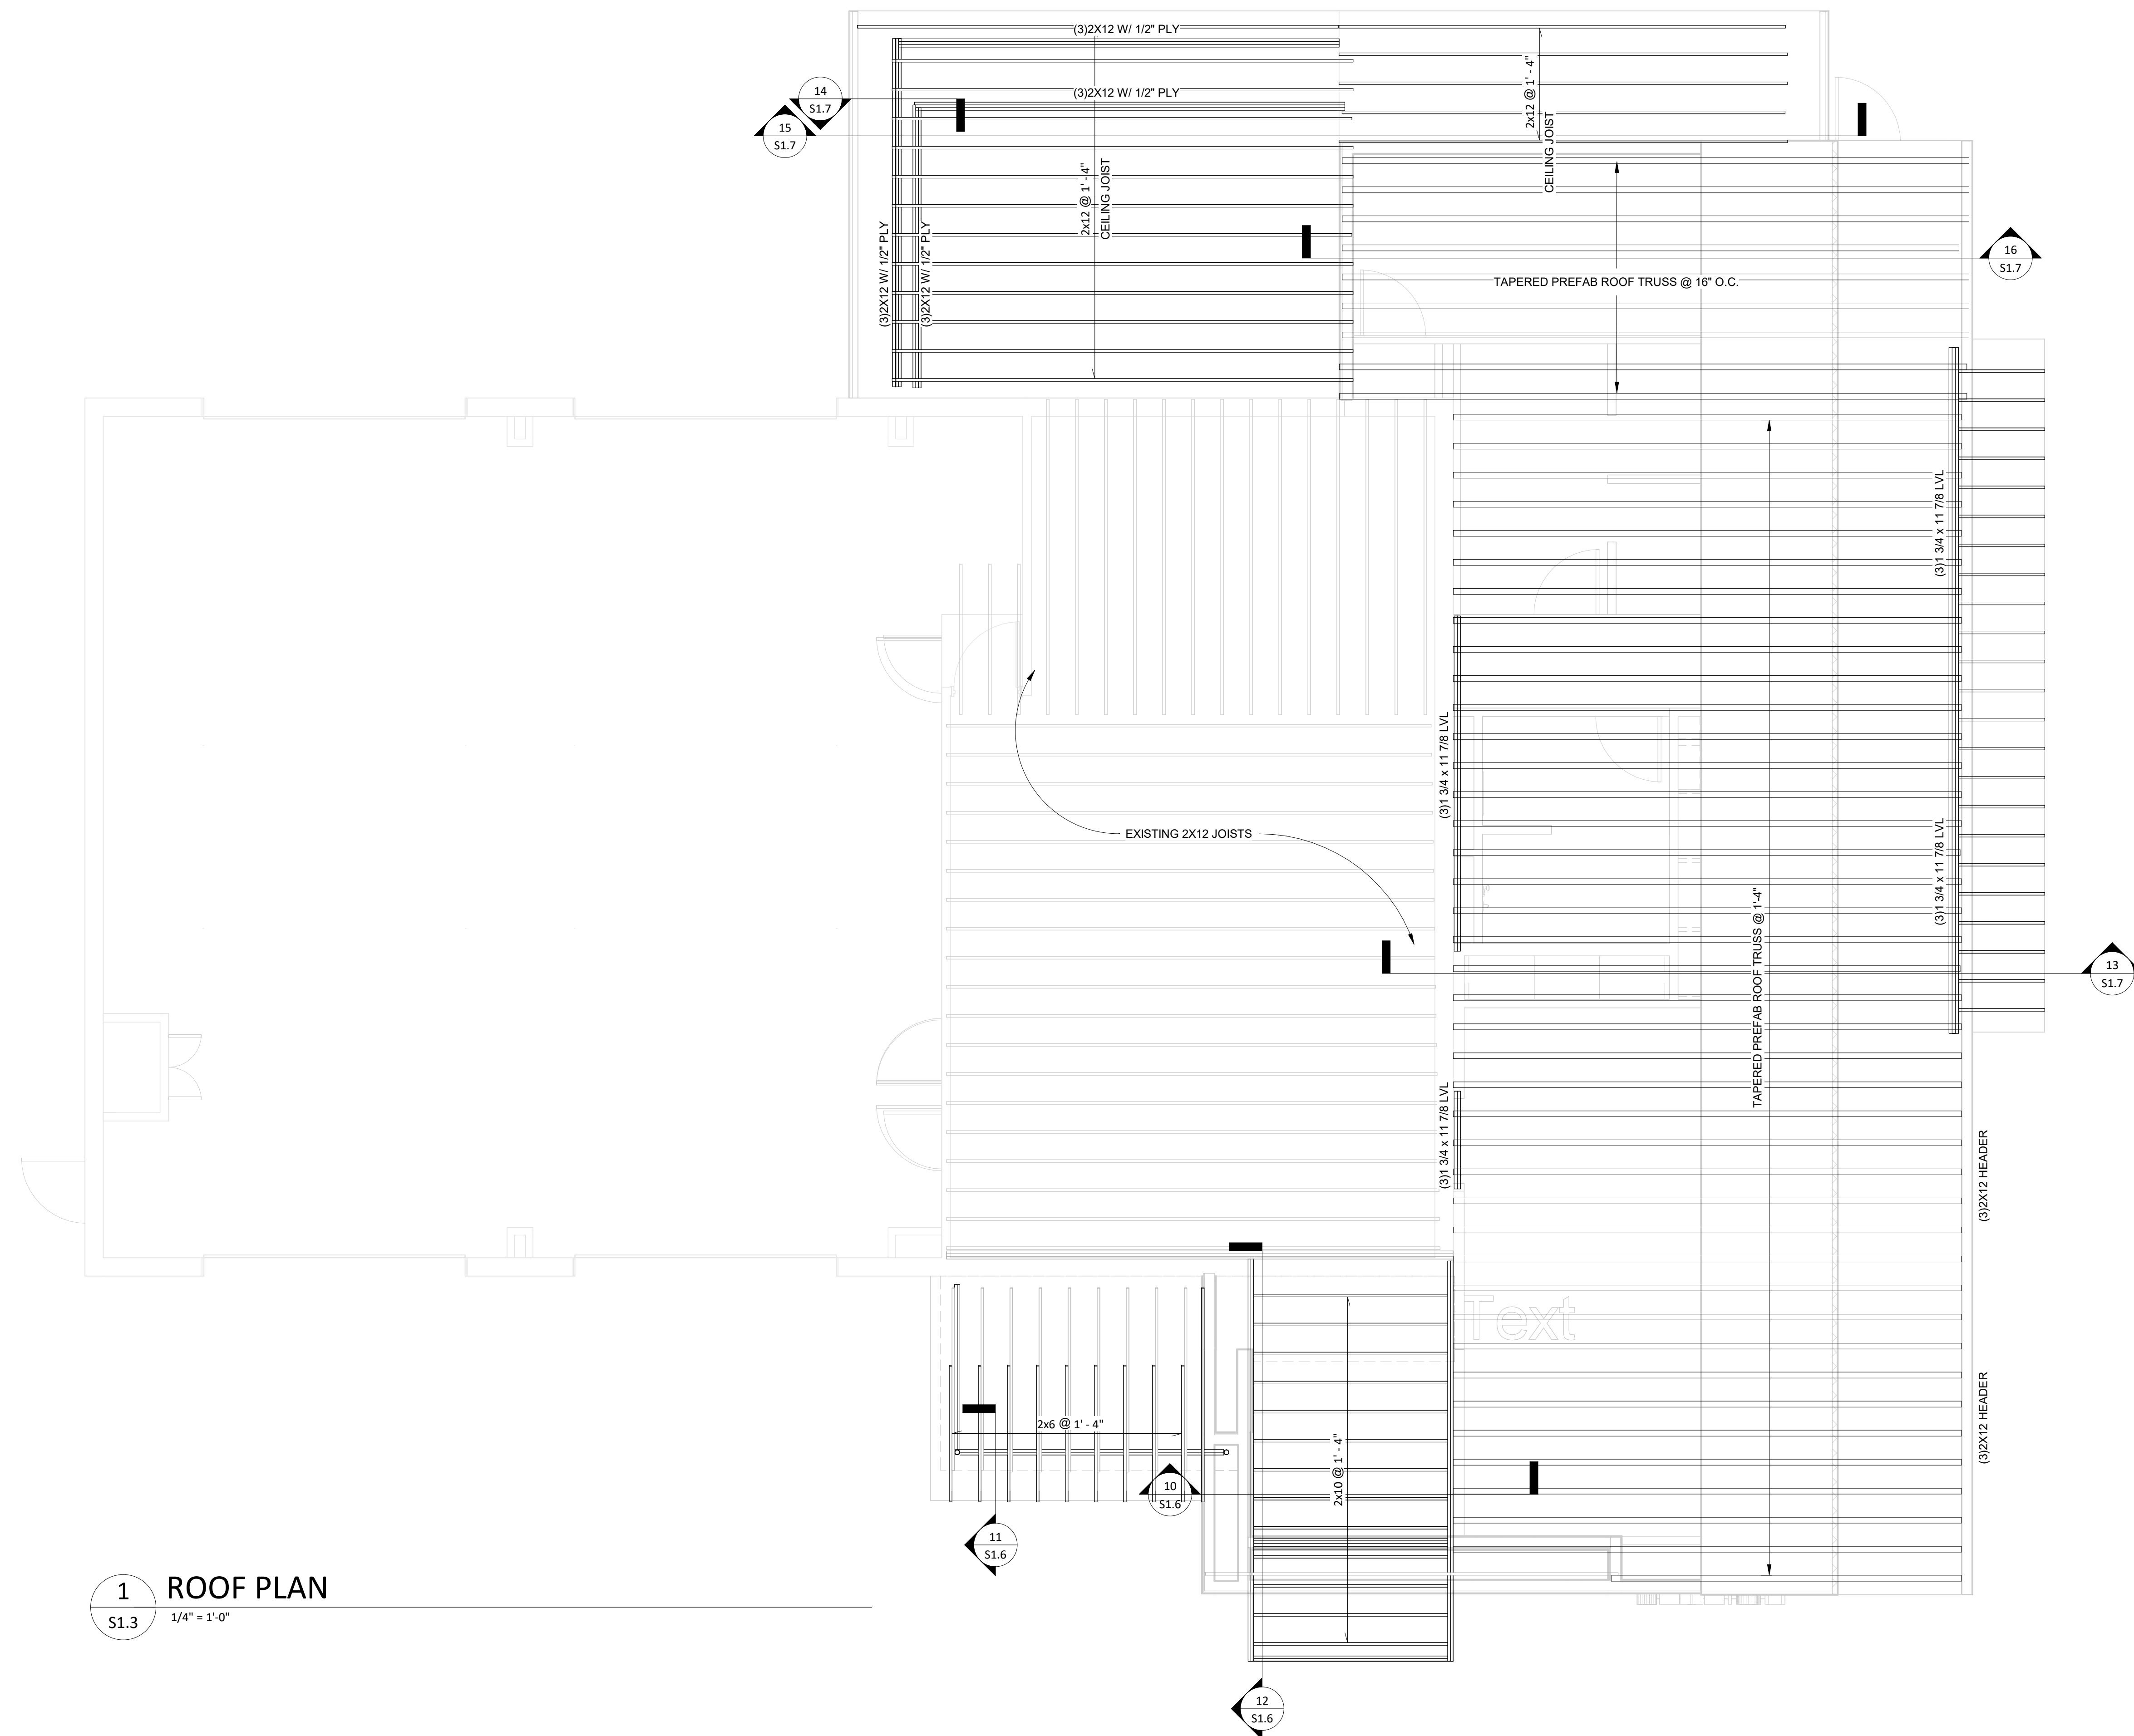 (3)2X12 W/ 1/2" PLY
(3)2X12 W/ 1/2" PLY
14
S1.7
15
S1.7
2x12 @ 1' - 4"
CEILING JOIST
2x12 @ 1' - 4"
CEILING JOIST
(3)2X12 W/ 1/2" PLY
(3)2X12 W/ 1/2" PLY
16
S1.7
TAPERED PREFAB ROOF TRUSS @ 16" O.C.
(3)1 3/4 x 11 7/8 LVL
(3)1 3/4 x 11 7/8 LVL
EXISTING 2X12 JOISTS
(3)1 3/4 x 11 7/8 LVL
TAPERED PREFAB ROOF TRUSS @ 1'-4"
13
S1.7
(3)1 3/4 x 11 7/8 LVL
(3)2X12 HEADER
Text
(3)2X12 HEADER
2x6 @ 1' - 4"
2x10 @ 1' - 4"
10
S1.6
11
S1.6
12
S1.6
1
S1.3
ROOF PLAN
1/4" = 1'-0"